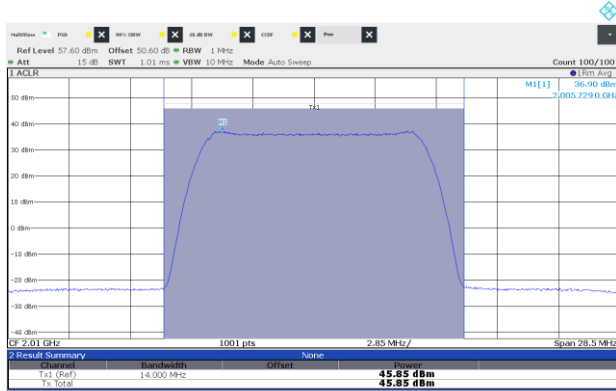 MultiView PSD X 99% OBW X 26 dB BW X CCDF X Pwr X
Ref Level 57.60 dBm Offset 50.60 dB RBW 1 MHz
Att 15 dB SWT 1.01 ms VBW 10 MHz Mode Auto Sweep Count 100/100
1 ACLR 1Rm Avg
M1[1] 36.90 dBm
2.005 729 0 GHz
50 dBm
Tx1
40 dBm
M1
30 dBm
20 dBm
10 dBm
0 dBm
-10 dBm
-20 dBm
-30 dBm
-40 dBm
CF 2.01 GHz 1001 pts 2.85 MHz/ Span 28.5 MHz
2 Result Summary None
Channel Bandwidth Offset Power
Tx1 (Ref) 14.000 MHz 45.85 dBm
Tx Total 45.85 dBm